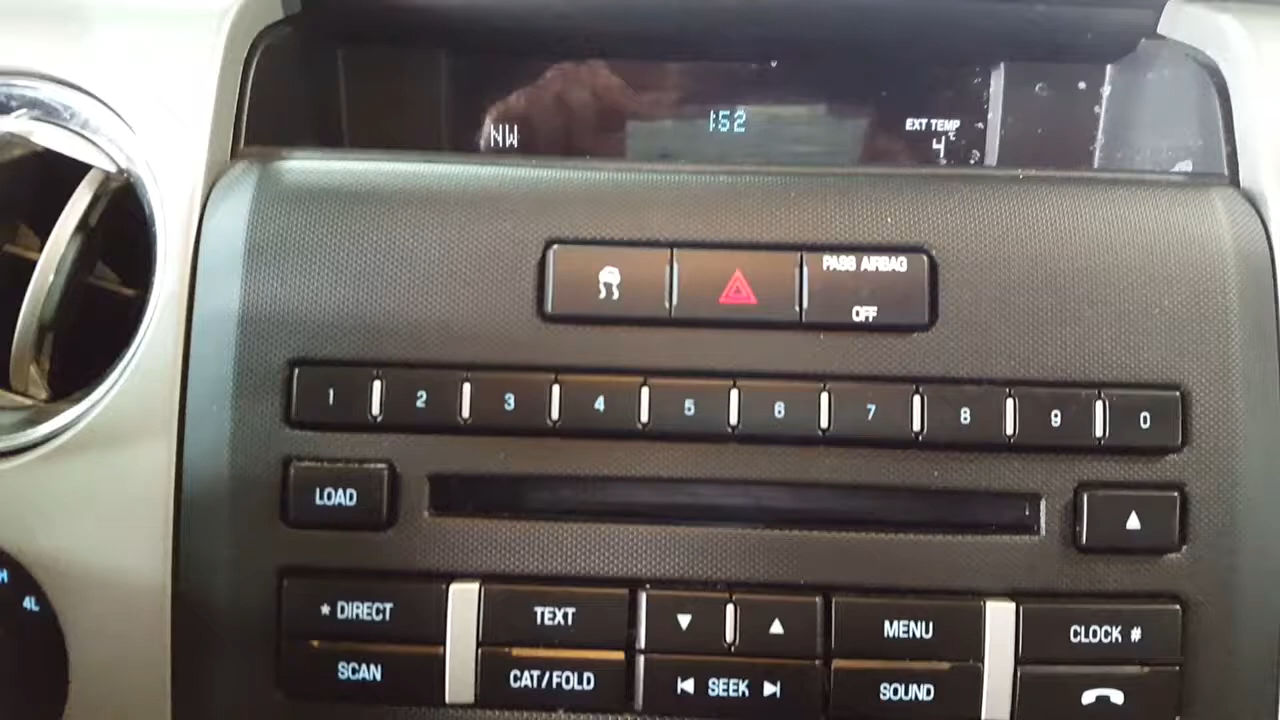 NW
1:52
EXT TEMP
4°C
PASS AIRBAG
OFF
1 2 3 4 5 6 7 8 9 0
LOAD
* DIRECT
TEXT
MENU
CLOCK #
SCAN
CAT/FOLD
SEEK
SOUND
H
4L